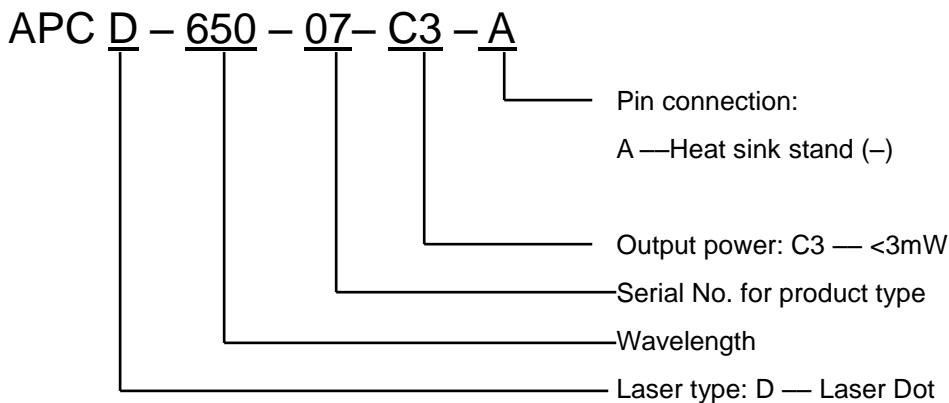 APC D – 650 – 07– C3 – A
Pin connection:
A —Heat sink stand (–)
Output power: C3 — <3mW
Serial No. for product type
Wavelength
Laser type: D — Laser Dot